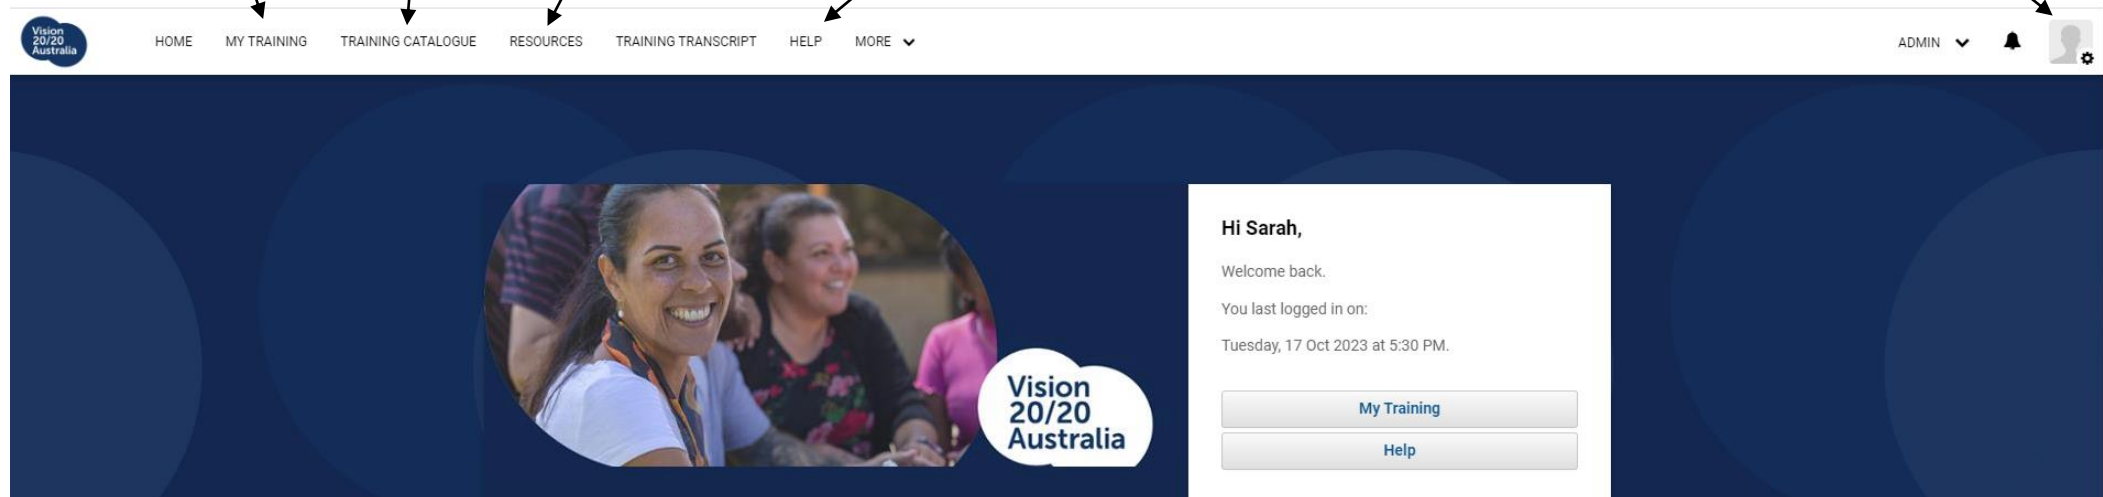 Vision
20/20
Australia
HOME MY TRAINING TRAINING CATALOGUE RESOURCES TRAINING TRANSCRIPT HELP MORE ADMIN
Hi Sarah,
Welcome back.
You last logged in on:
Tuesday, 17 Oct 2023 at 5:30 PM.
My Training
Help
Vision
20/20
Australia